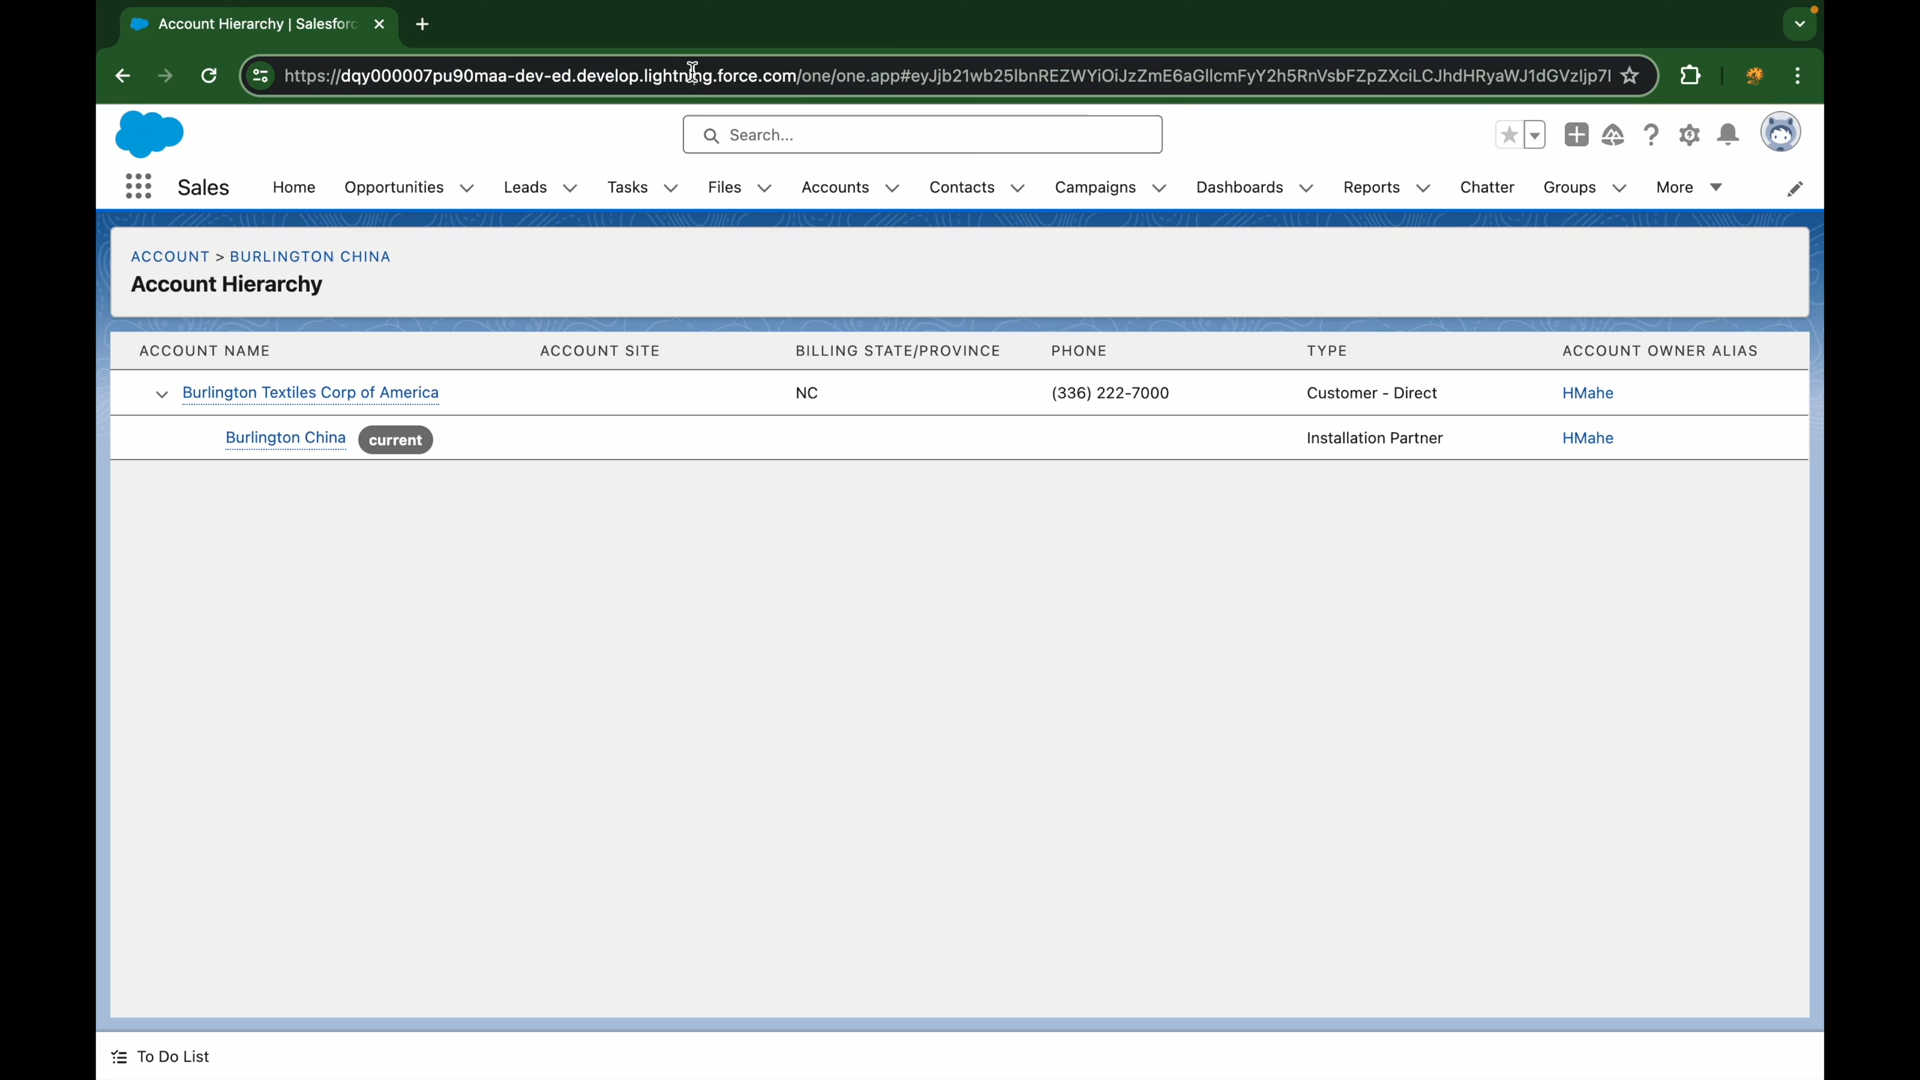 Account Hierarchy | Salesforc
https://dqy000007pu90maa-dev-ed.develop.lightning.force.com/one/one.app#eyJjb21wb25lbnREZWYiOiJzZmE6aGllcmFyY2h5RnVsbFZpZXciLCJhdHRyaWJ1dGVzIjp7I
Search...
Sales Home Opportunities Leads Tasks Files Accounts Contacts Campaigns Dashboards Reports Chatter Groups More
ACCOUNT > BURLINGTON CHINA
Account Hierarchy
ACCOUNT NAME ACCOUNT SITE BILLING STATE/PROVINCE PHONE TYPE ACCOUNT OWNER ALIAS
Burlington Textiles Corp of America NC (336) 222-7000 Customer - Direct HMahe
Burlington China current Installation Partner HMahe
To Do List